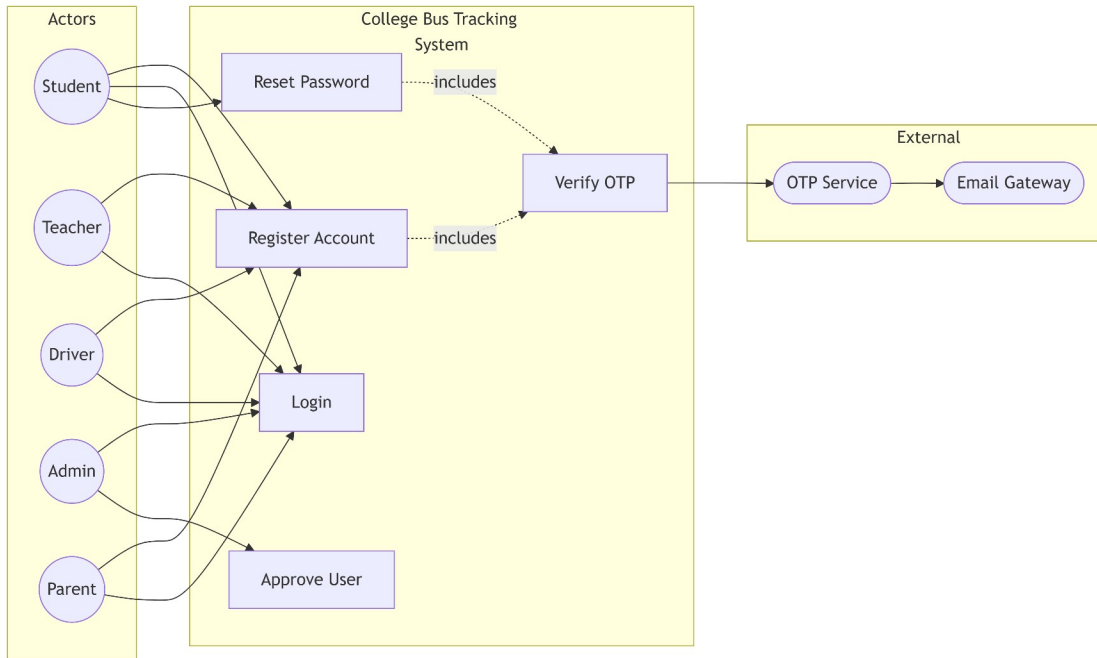 Actors
College Bus Tracking
System
Student
Reset Password
includes
External
Verify OTP
OTP Service
Email Gateway
Teacher
Register Account
includes
Driver
Login
Admin
Approve User
Parent